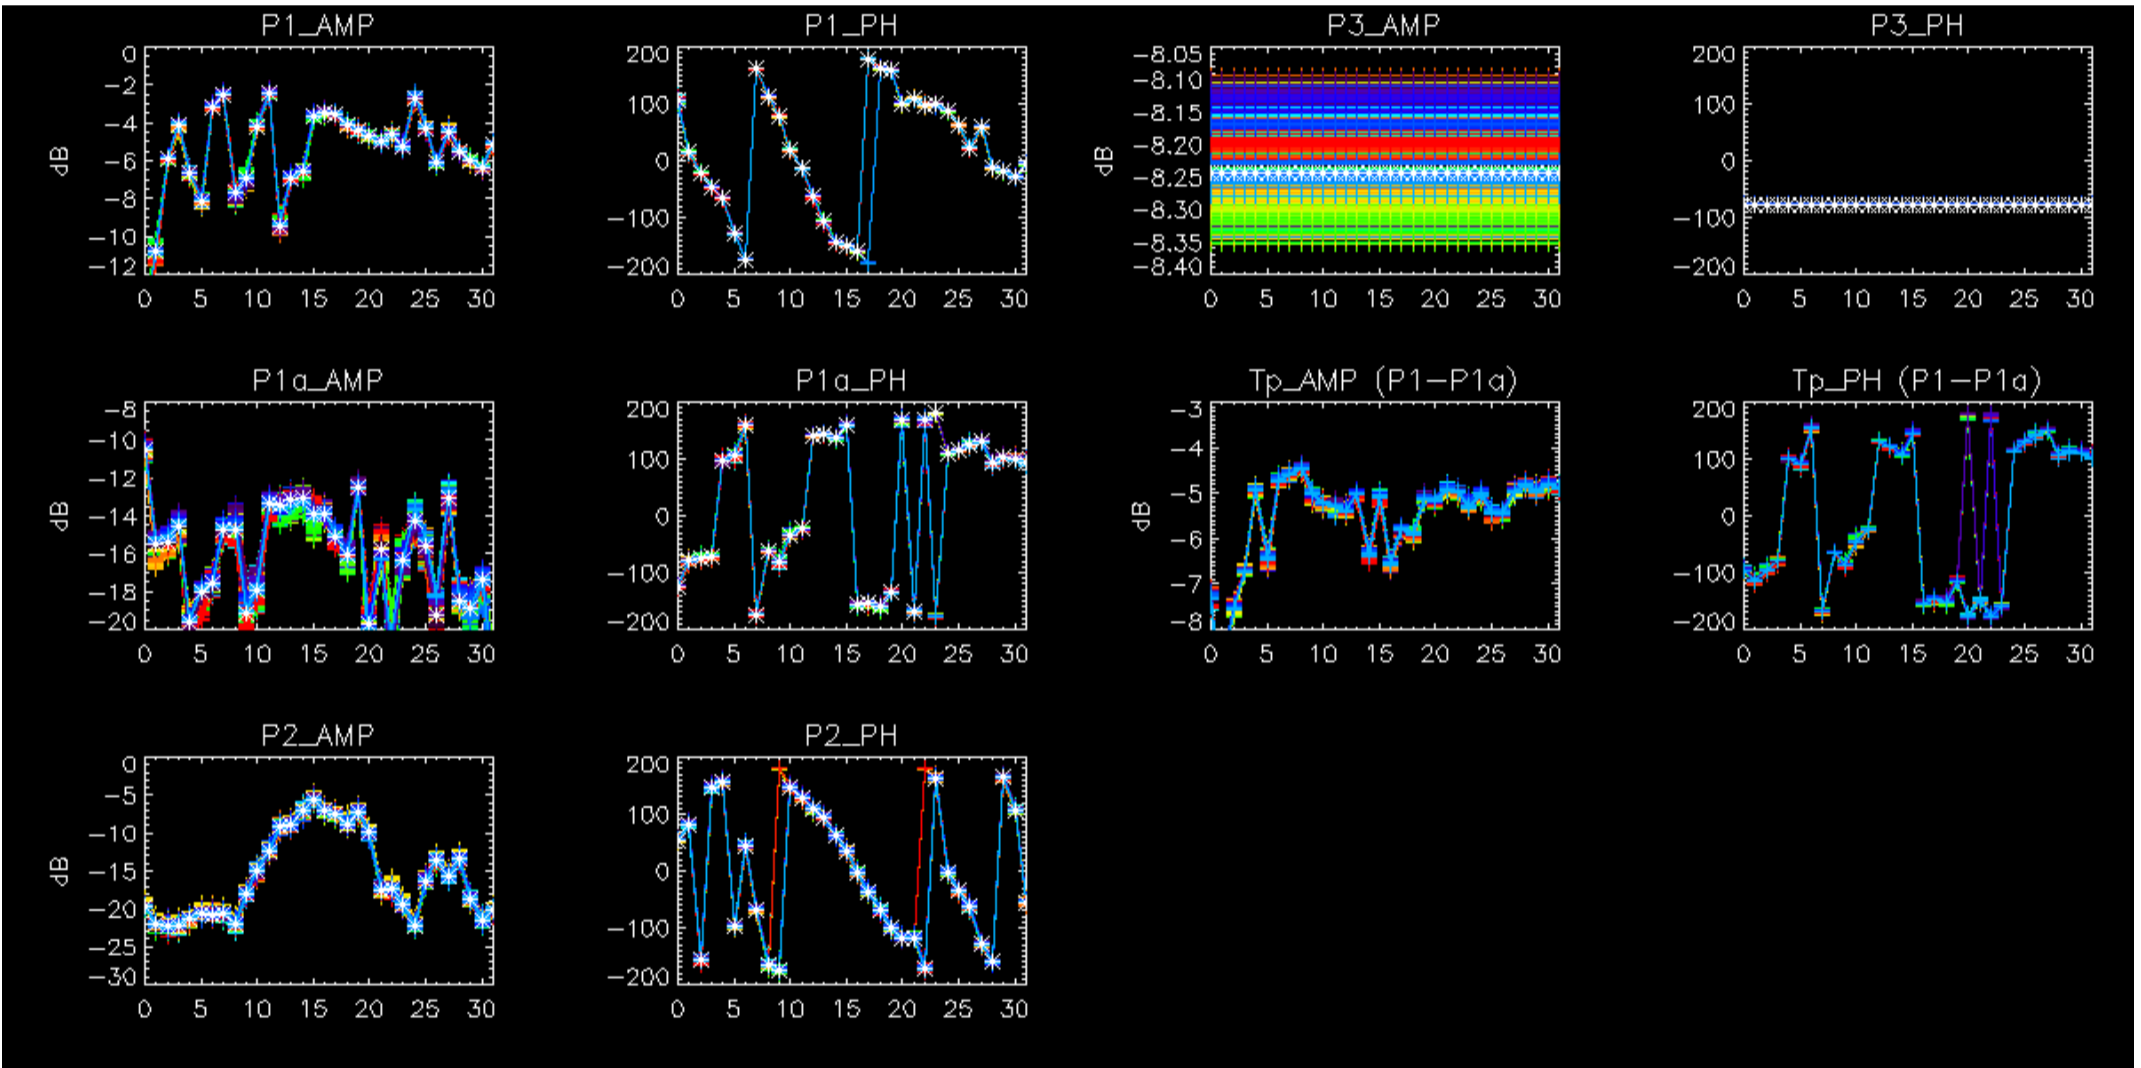 P1_AMP
P1_PH
P3_AMP
P3_PH
0
-2
-4
-6
-8
-10
-12
dB
0 5 10 15 20 25 30
200
100
0
-100
-200
0 5 10 15 20 25 30
-8.05
-8.10
-8.15
-8.20
-8.25
-8.30
-8.35
-8.40
dB
0 5 10 15 20 25 30
200
100
0
-100
-200
0 5 10 15 20 25 30
P1a_AMP
P1a_PH
Tp_AMP (P1-P1a)
Tp_PH (P1-P1a)
-8
-10
-12
-14
-16
-18
-20
dB
0 5 10 15 20 25 30
200
100
0
-100
-200
0 5 10 15 20 25 30
-3
-4
-5
-6
-7
-8
dB
0 5 10 15 20 25 30
200
100
0
-100
-200
0 5 10 15 20 25 30
P2_AMP
P2_PH
0
-5
-10
-15
-20
-25
-30
dB
0 5 10 15 20 25 30
200
100
0
-100
-200
0 5 10 15 20 25 30